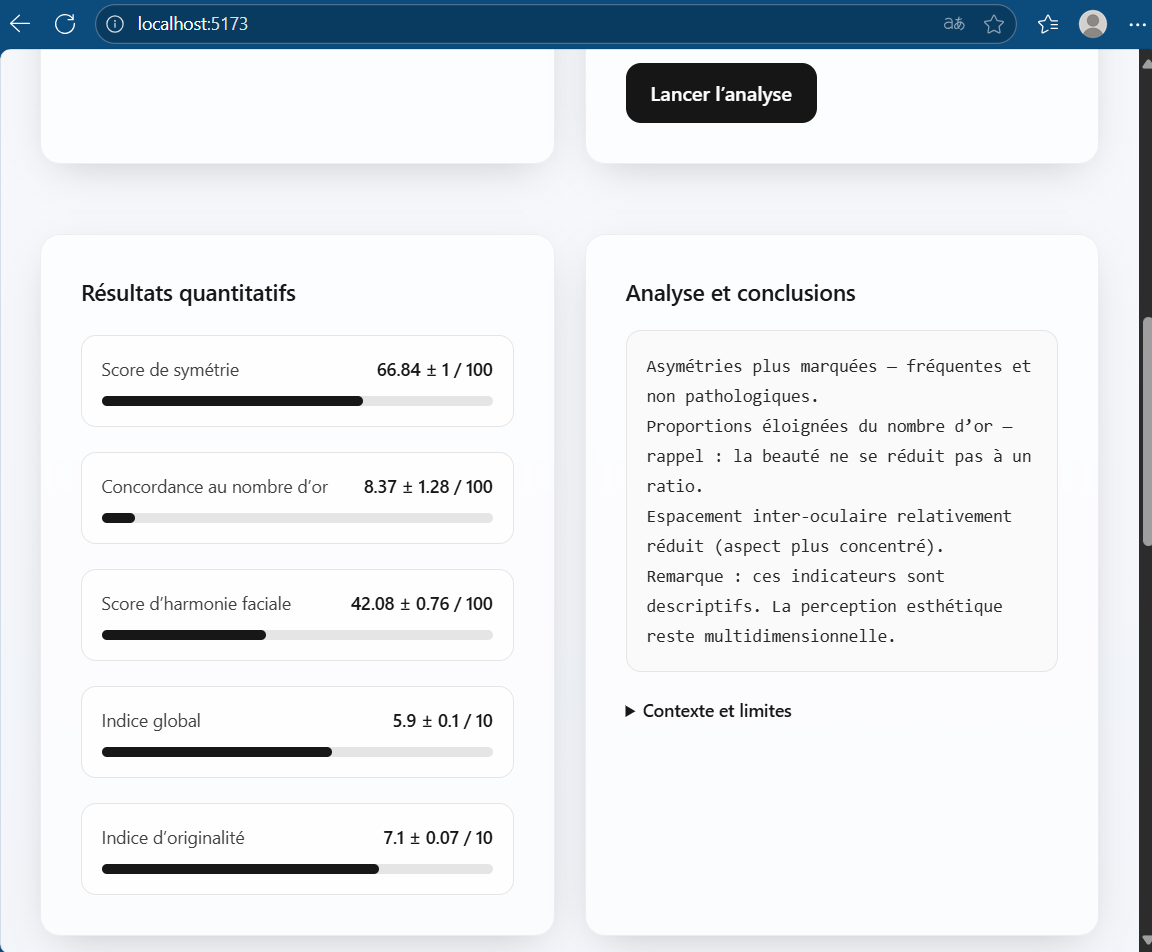 localhost:5173
aあ
Lancer l’analyse
Résultats quantitatifs
Score de symétrie 66.84 ± 1 / 100
Concordance au nombre d’or 8.37 ± 1.28 / 100
Score d’harmonie faciale 42.08 ± 0.76 / 100
Indice global 5.9 ± 0.1 / 10
Indice d’originalité 7.1 ± 0.07 / 10
Analyse et conclusions
Asymétries plus marquées — fréquentes et
non pathologiques.
Proportions éloignées du nombre d’or —
rappel : la beauté ne se réduit pas à un
ratio.
Espacement inter-oculaire relativement
réduit (aspect plus concentré).
Remarque : ces indicateurs sont
descriptifs. La perception esthétique
reste multidimensionnelle.
Contexte et limites